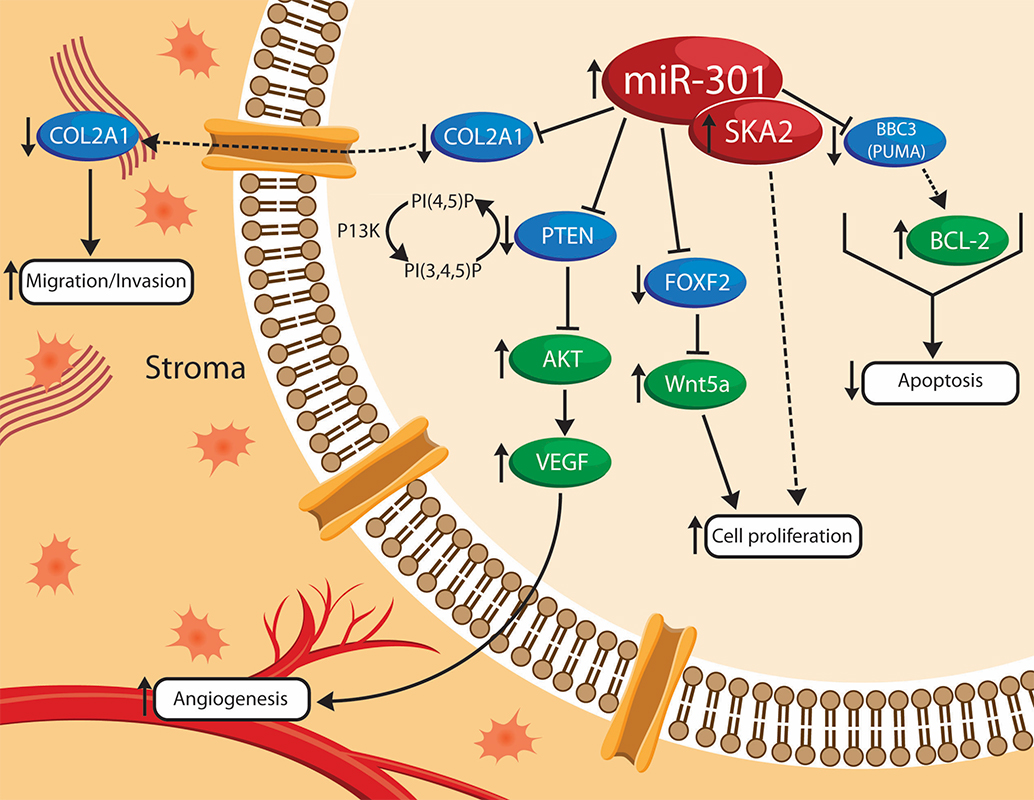 miR-301
SKA2
COL2A1
COL2A1
BBC3
(PUMA)
PI(4,5)P
P13K
PI(3,4,5)P
PTEN
BCL-2
FOXF2
Migration/Invasion
Stroma
AKT
Wnt5a
Apoptosis
VEGF
Cell proliferation
Angiogenesis